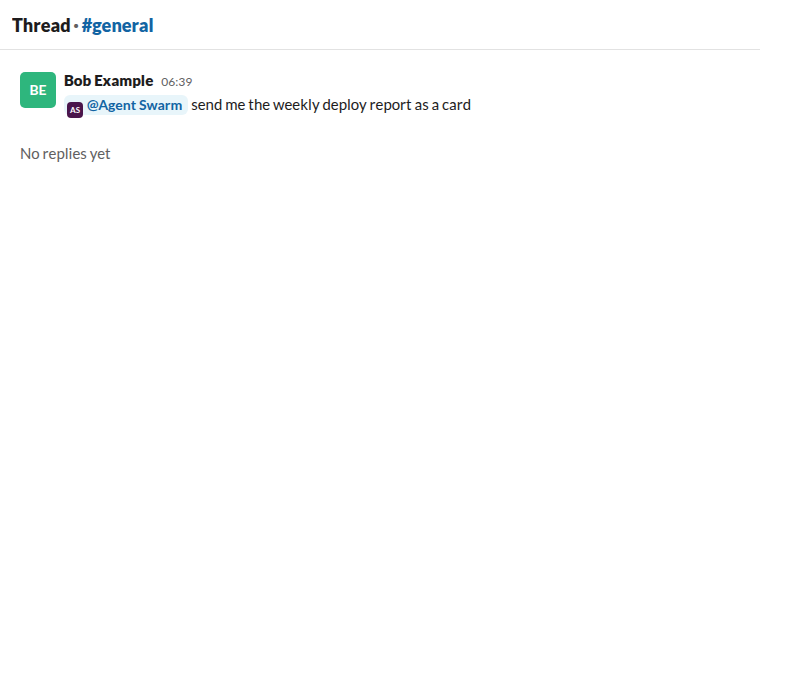 Thread • #general
BE Bob Example 06:39
AS @Agent Swarm send me the weekly deploy report as a card
No replies yet